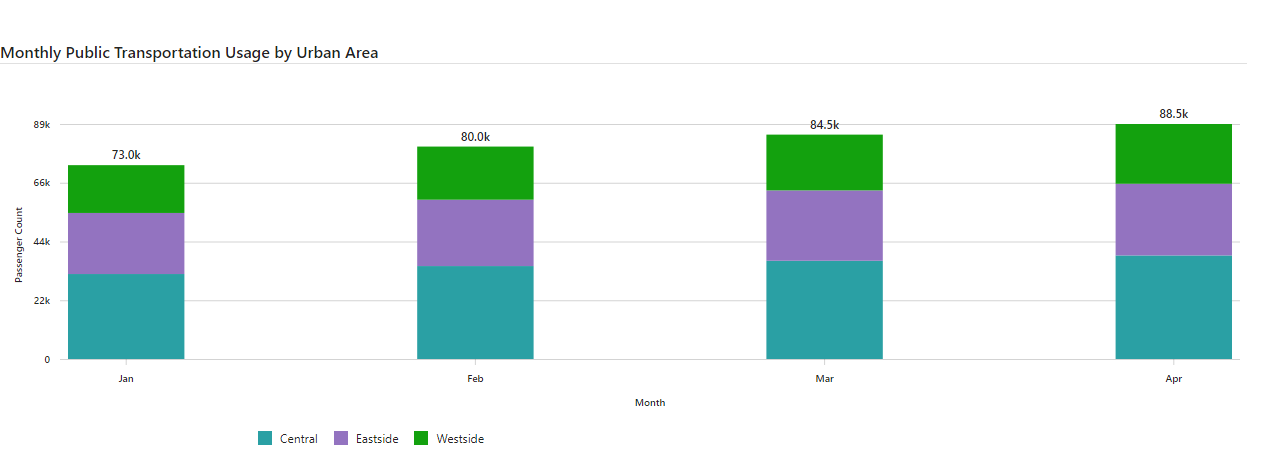 Monthly Public Transportation Usage by Urban Area
88.5k
89k
84.5k
80.0k
73.0k
66k
Passenger Count
44k
22k
0
Jan Feb Mar Apr
Month
Central Eastside Westside